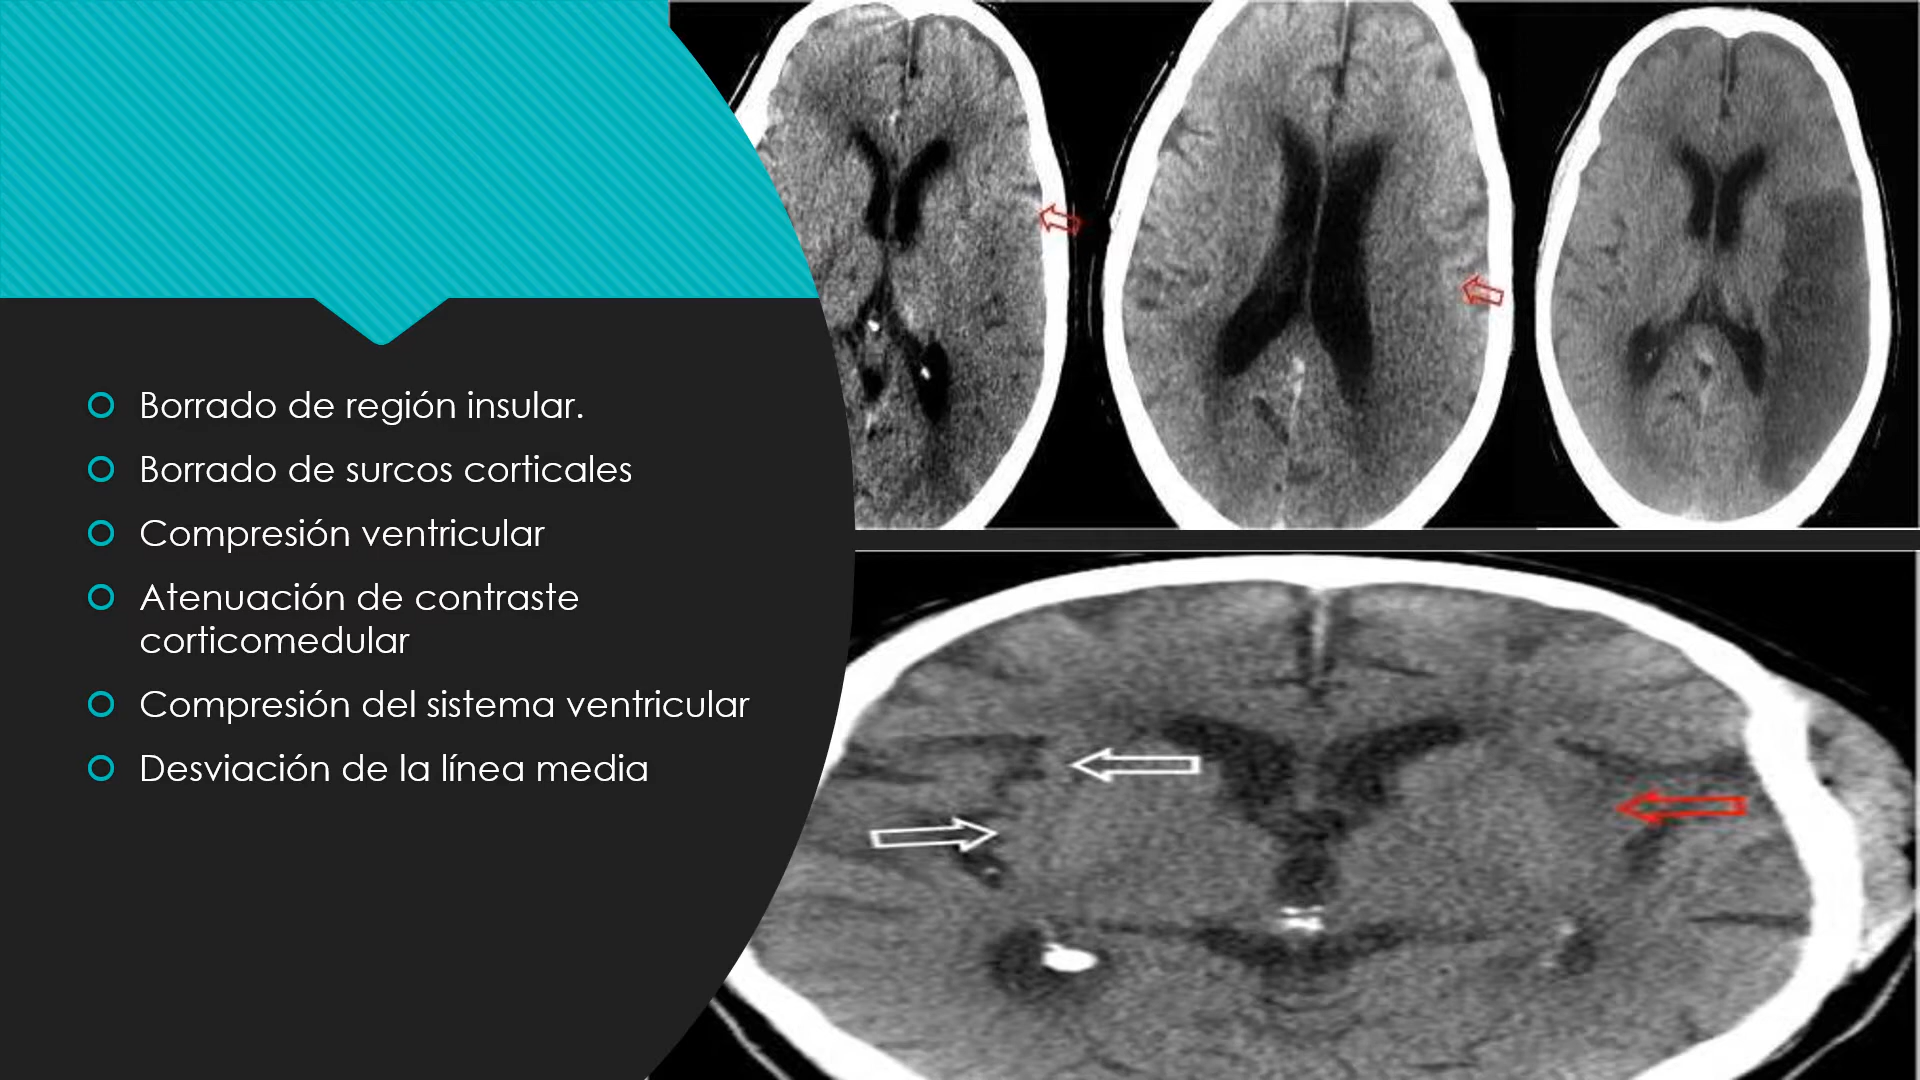 Borrado de región insular.
Borrado de surcos corticales
Compresión ventricular
Atenuación de contraste
corticomedular
Compresión del sistema ventricular
Desviación de la línea media